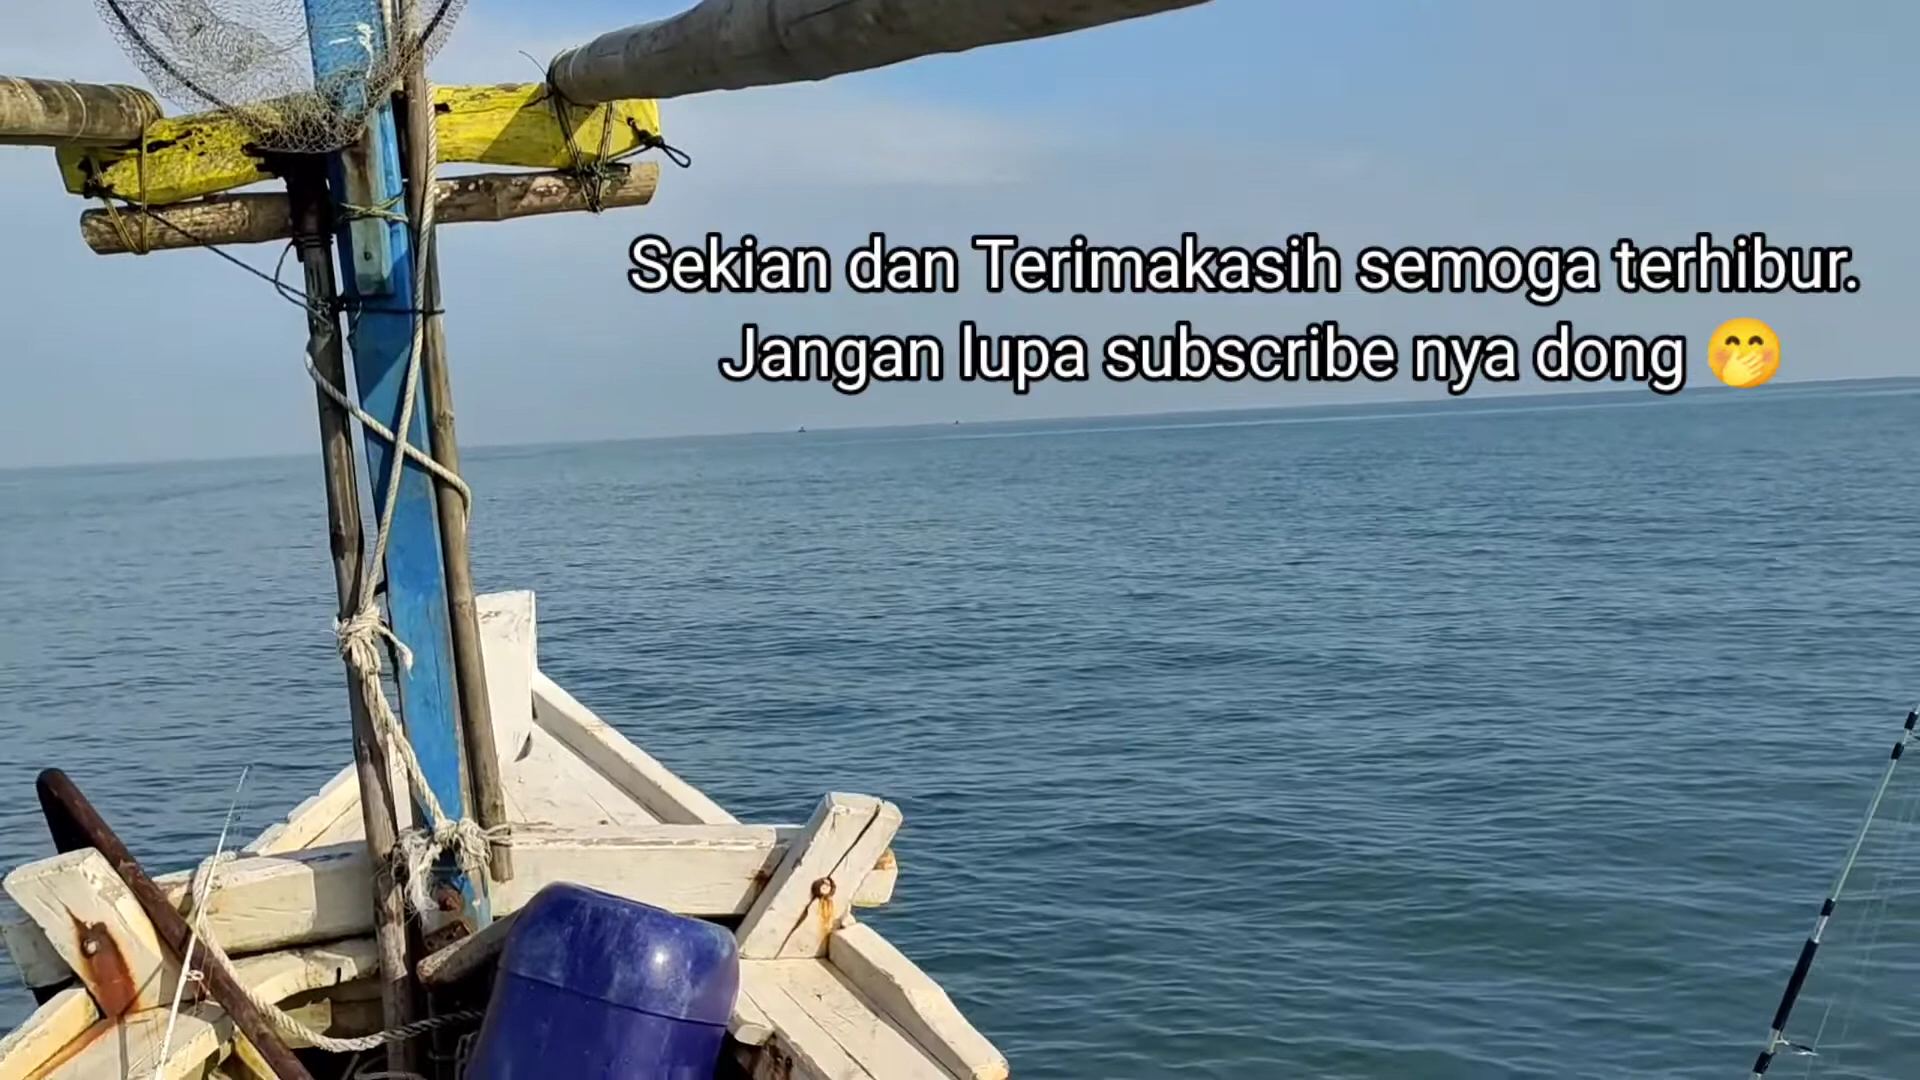 Sekian dan Terimakasih semoga terhibur.
Jangan lupa subscribe nya dong 🤭